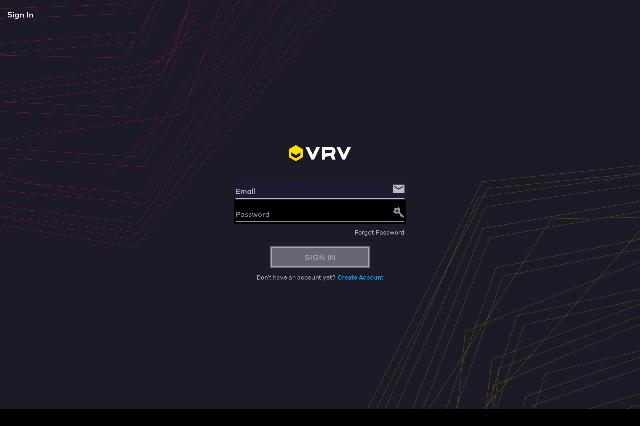 Sign In
VRV
Email
Password
Forgot Password
SIGN IN
Don't have an account yet? Create Account